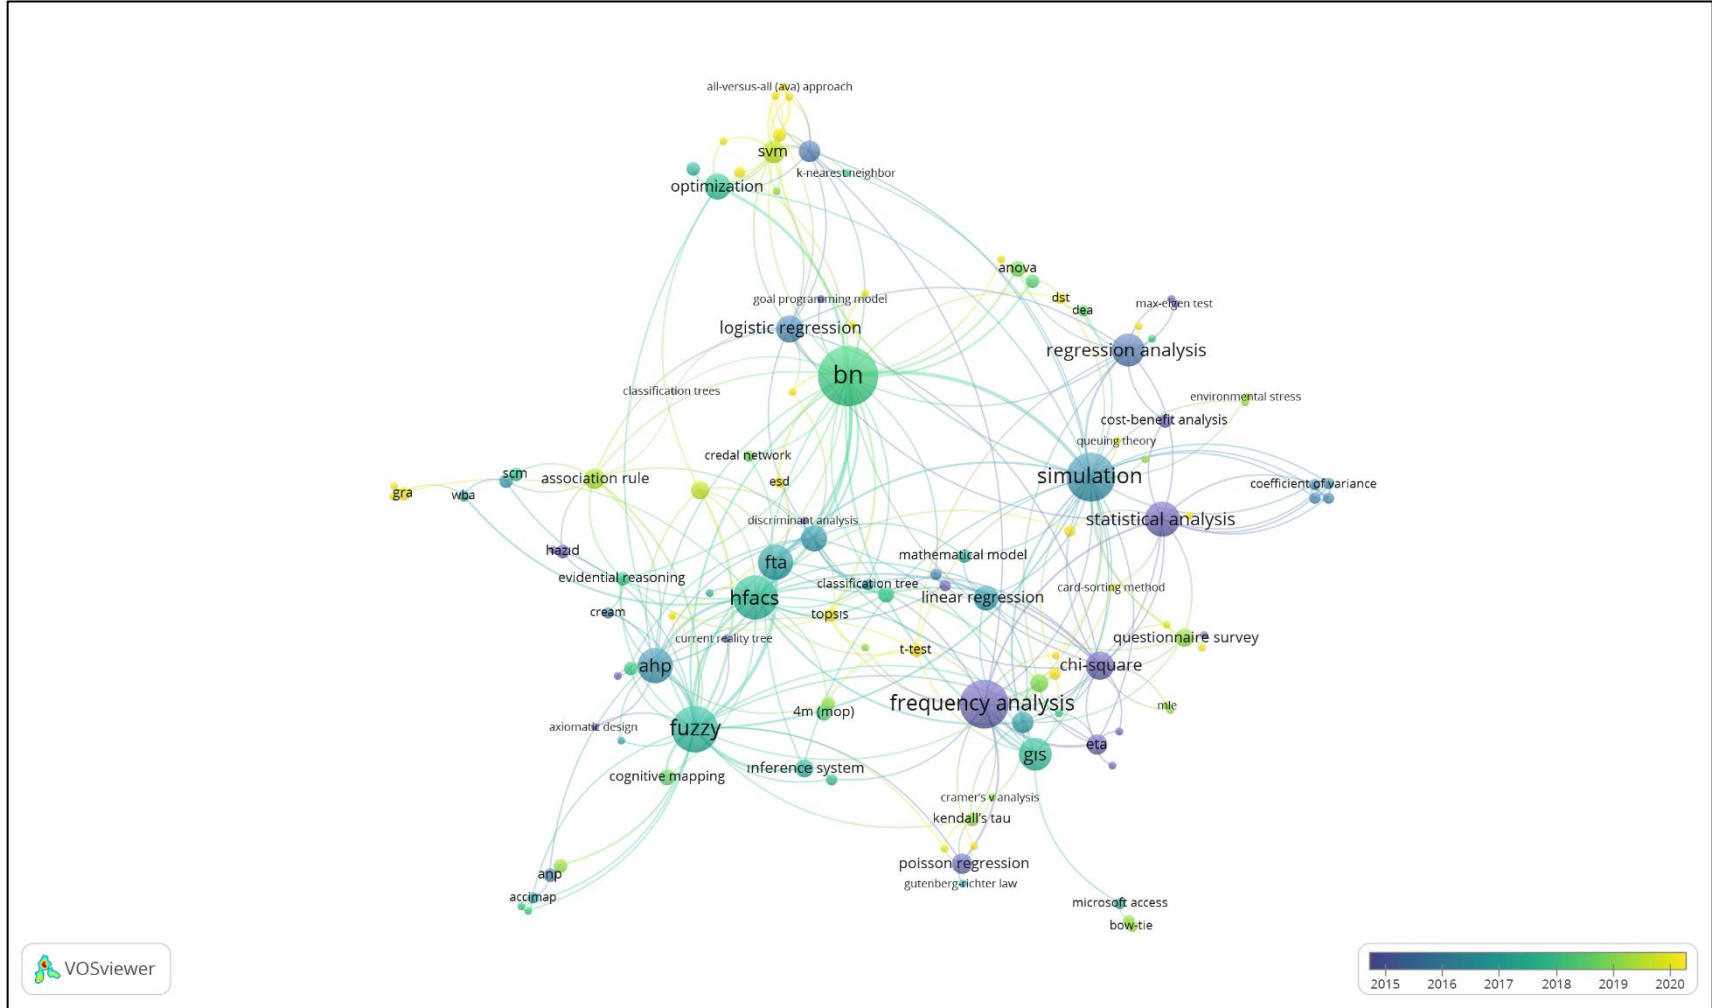 all-versus-all (ava) approach
svm
k-nearest neighbor
optimization
anova
dst
dea
max-eigen test
goal programming model
logistic regression
regression analysis
bn
classification trees
environmental stress
cost-benefit analysis
queuing theory
credal network
scm
association rule
esd
simulation
coefficient of variance
gra
wba
discriminant analysis
statistical analysis
hazıd
mathematical model
fta
evidential reasoning
classification tree
card-sorting method
hfacs
linear regression
cream
topsıs
current reality tree
questionnaire survey
t-test
ahp
chi-square
frequency analysis
mle
4m (mop)
axiomatic design
fuzzy
eta
gıs
ınference system
cognitive mapping
cramer's v analysis
kendall's tau
poisson regression
anp
gutenberg-richter law
accimap
microsoft access
bow-tie
VOSviewer
2015 2016 2017 2018 2019 2020